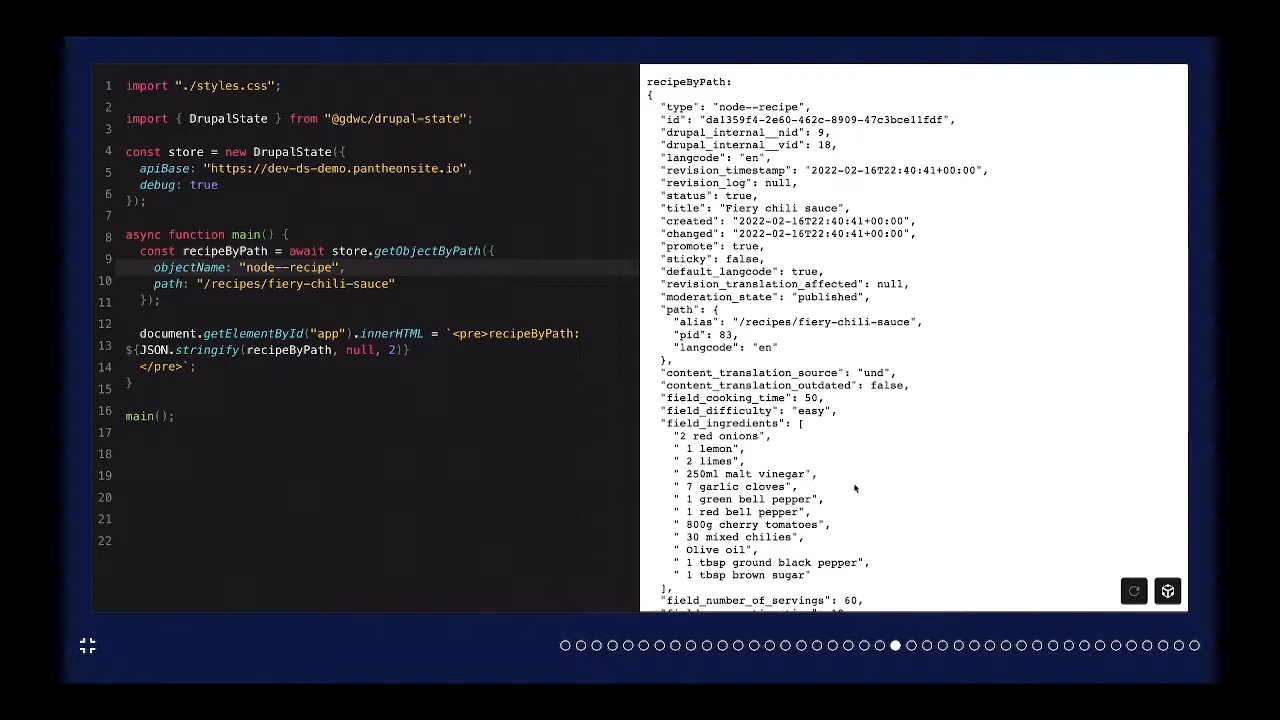 1 import "./styles.css";
2
3 import { DrupalState } from "@gdwc/drupal-state";
4 const store = new DrupalState({
5 apiBase: "https://dev-ds-demo.pantheonsite.io",
6 debug: true
7 });
8 async function main() {
9 const recipeByPath = await store.getObjectByPath({
objectName: "node--recipe",
10 path: "/recipes/fiery-chili-sauce"
11 });
12
13 document.getElementById("app").innerHTML = `<pre>recipeByPath:
${JSON.stringify(recipeByPath, null, 2)}
14 </pre>`;
15 }
16 main();
17
18
19
20
21
22
recipeByPath:
{
"type": "node--recipe",
"id": "da1359f4-2e60-462c-8909-47c3bce11fdf",
"drupal_internal__nid": 9,
"drupal_internal__vid": 18,
"langcode": "en",
"revision_timestamp": "2022-02-16T22:40:41+00:00",
"revision_log": null,
"status": true,
"title": "Fiery chili sauce",
"created": "2022-02-16T22:40:41+00:00",
"changed": "2022-02-16T22:40:41+00:00",
"promote": true,
"sticky": false,
"default_langcode": true,
"revision_translation_affected": null,
"moderation_state": "published",
"path": {
"alias": "/recipes/fiery-chili-sauce",
"pid": 83,
"langcode": "en"
},
"content_translation_source": "und",
"content_translation_outdated": false,
"field_cooking_time": 50,
"field_difficulty": "easy",
"field_ingredients": [
"2 red onions",
" 1 lemon",
" 2 limes",
" 250ml malt vinegar",
" 7 garlic cloves",
" 1 green bell pepper",
" 1 red bell pepper",
" 800g cherry tomatoes",
" 30 mixed chilies",
" Olive oil",
" 1 tbsp ground black pepper",
" 1 tbsp brown sugar"
],
"field_number_of_servings": 60,